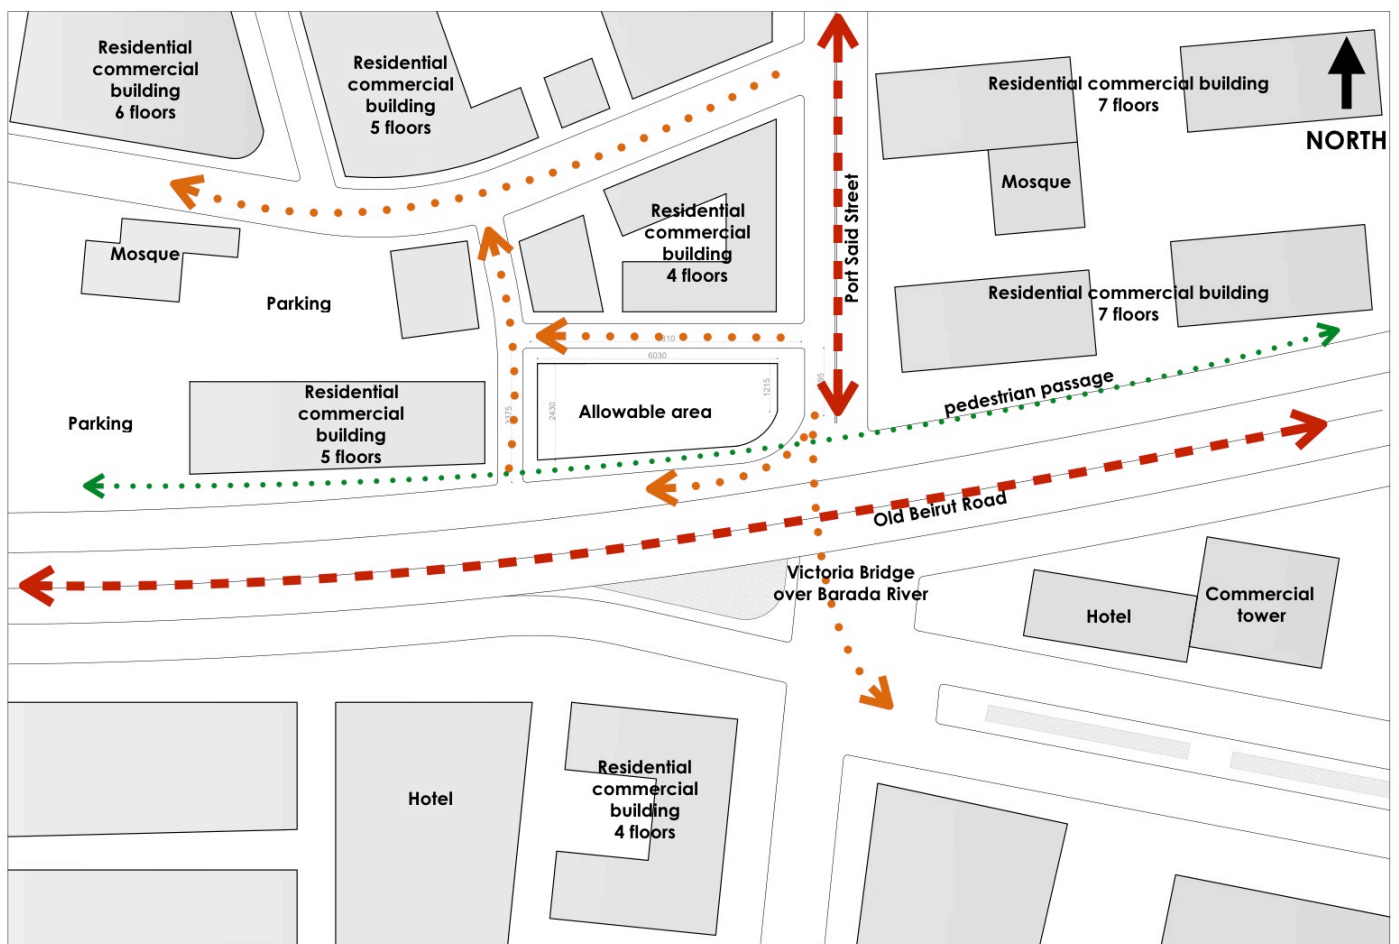 Residential
commercial
building
6 floors
Residential
commercial
building
5 floors
Residential commercial building
7 floors
NORTH
Mosque
Residential
commercial
building
4 floors
Port Said Street
Mosque
Parking
Residential commercial building
7 floors
6030
1215
2430
Allowable area
pedestrian passage
Residential
commercial
building
5 floors
Parking
Old Beirut Road
Victoria Bridge
over Barada River
Hotel
Commercial
tower
Hotel
Residential
commercial
building
4 floors